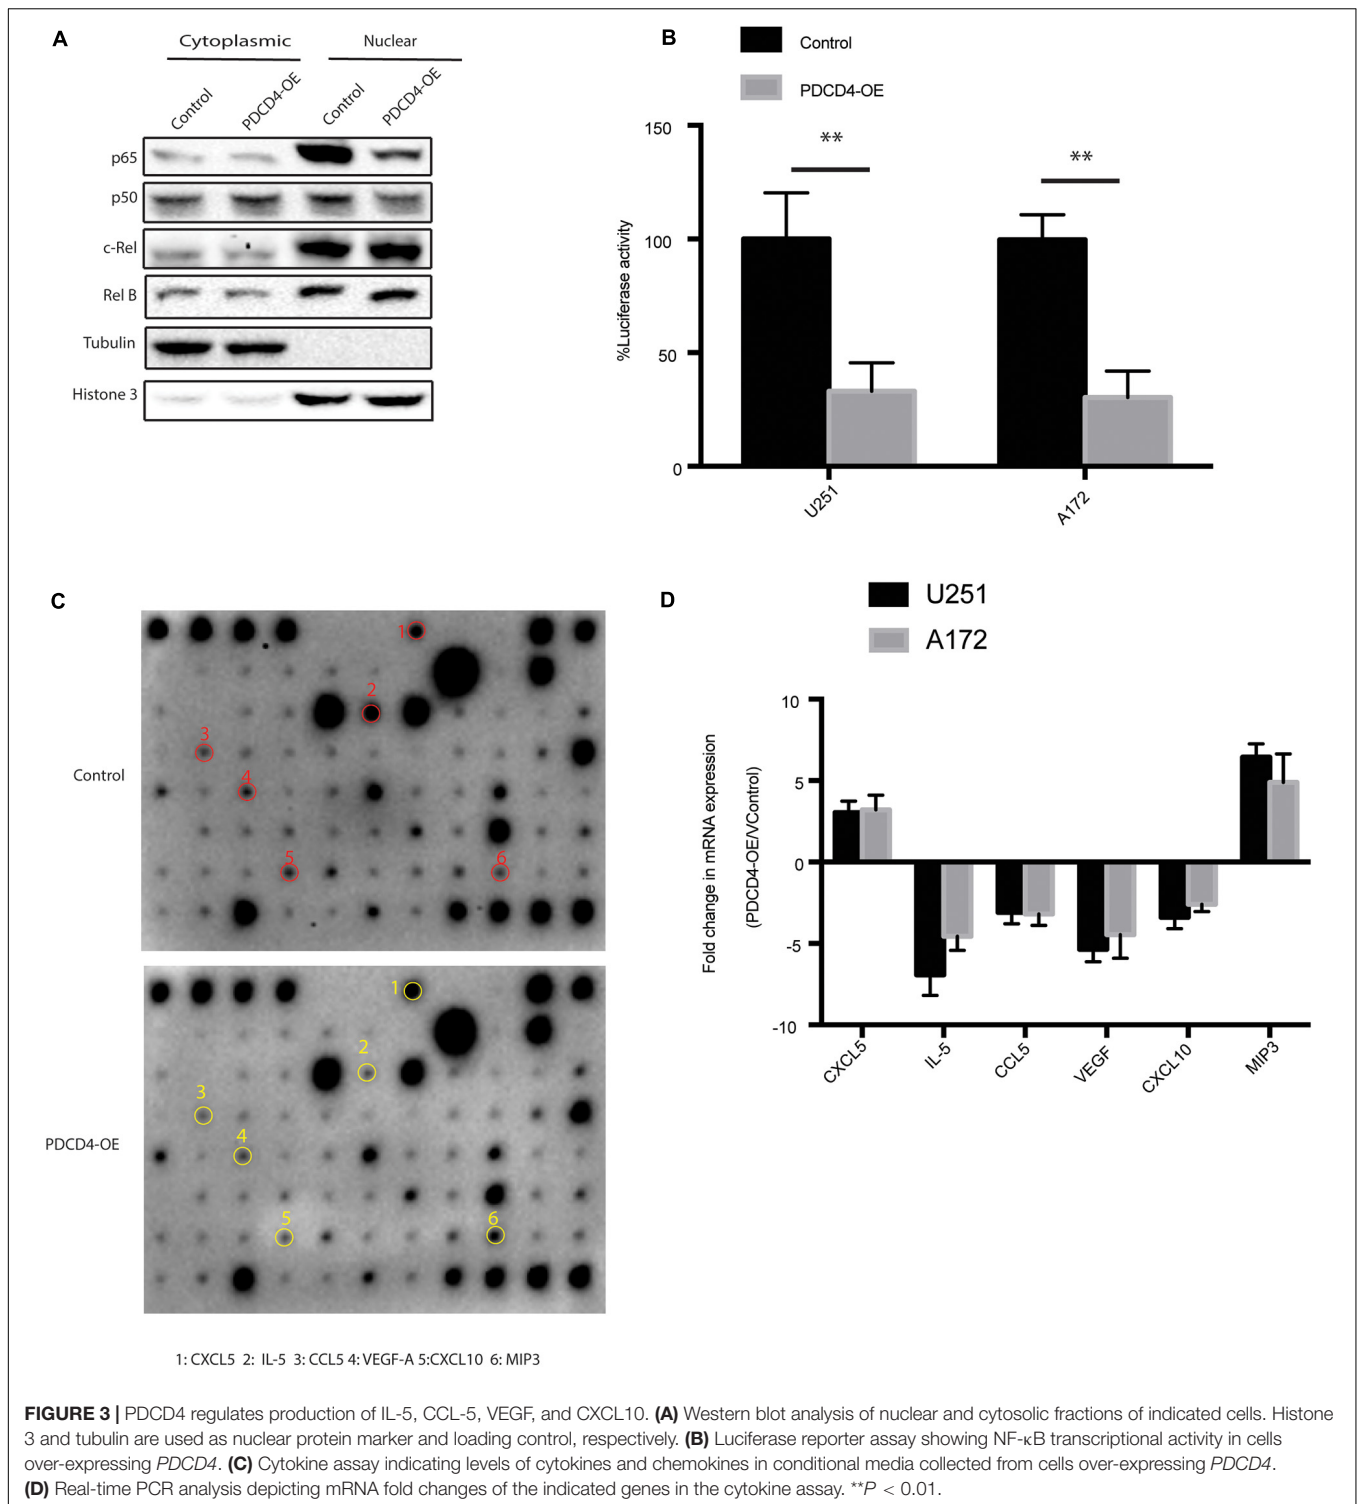 A
Cytoplasmic Nuclear
Control PDCD4-OE Control PDCD4-OE
p65
p50
c-Rel
Rel B
Tubulin
Histone 3
B
Control
PDCD4-OE
** **
150
100
50
0
%Luciferase activity
U251 A172
C
1
2
3
4
5 6
Control
1
2
3
4
5 6
PDCD4-OE
1: CXCL5 2: IL-5 3: CCL5 4: VEGF-A 5:CXCL10 6: MIP3
D
U251
A172
10
5
0
-5
-10
Fold change in mRNA expression
(PDCD4-OE/VControl)
CXCL5 IL-5 CCL5 VEGF CXCL10 MIP3
FIGURE 3 | PDCD4 regulates production of IL-5, CCL-5, VEGF, and CXCL10. (A) Western blot analysis of nuclear and cytosolic fractions of indicated cells. Histone
3 and tubulin are used as nuclear protein marker and loading control, respectively. (B) Luciferase reporter assay showing NF-κB transcriptional activity in cells
over-expressing PDCD4. (C) Cytokine assay indicating levels of cytokines and chemokines in conditional media collected from cells over-expressing PDCD4.
(D) Real-time PCR analysis depicting mRNA fold changes of the indicated genes in the cytokine assay. **P < 0.01.